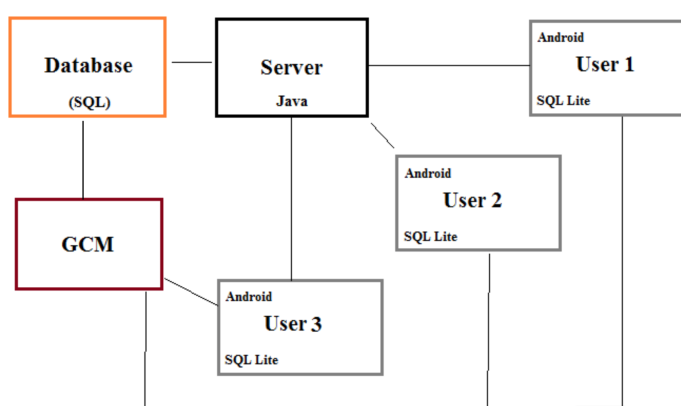 Database
(SQL)
Server
Java
Android
User 1
SQL Lite
Android
User 2
SQL Lite
GCM
Android
User 3
SQL Lite